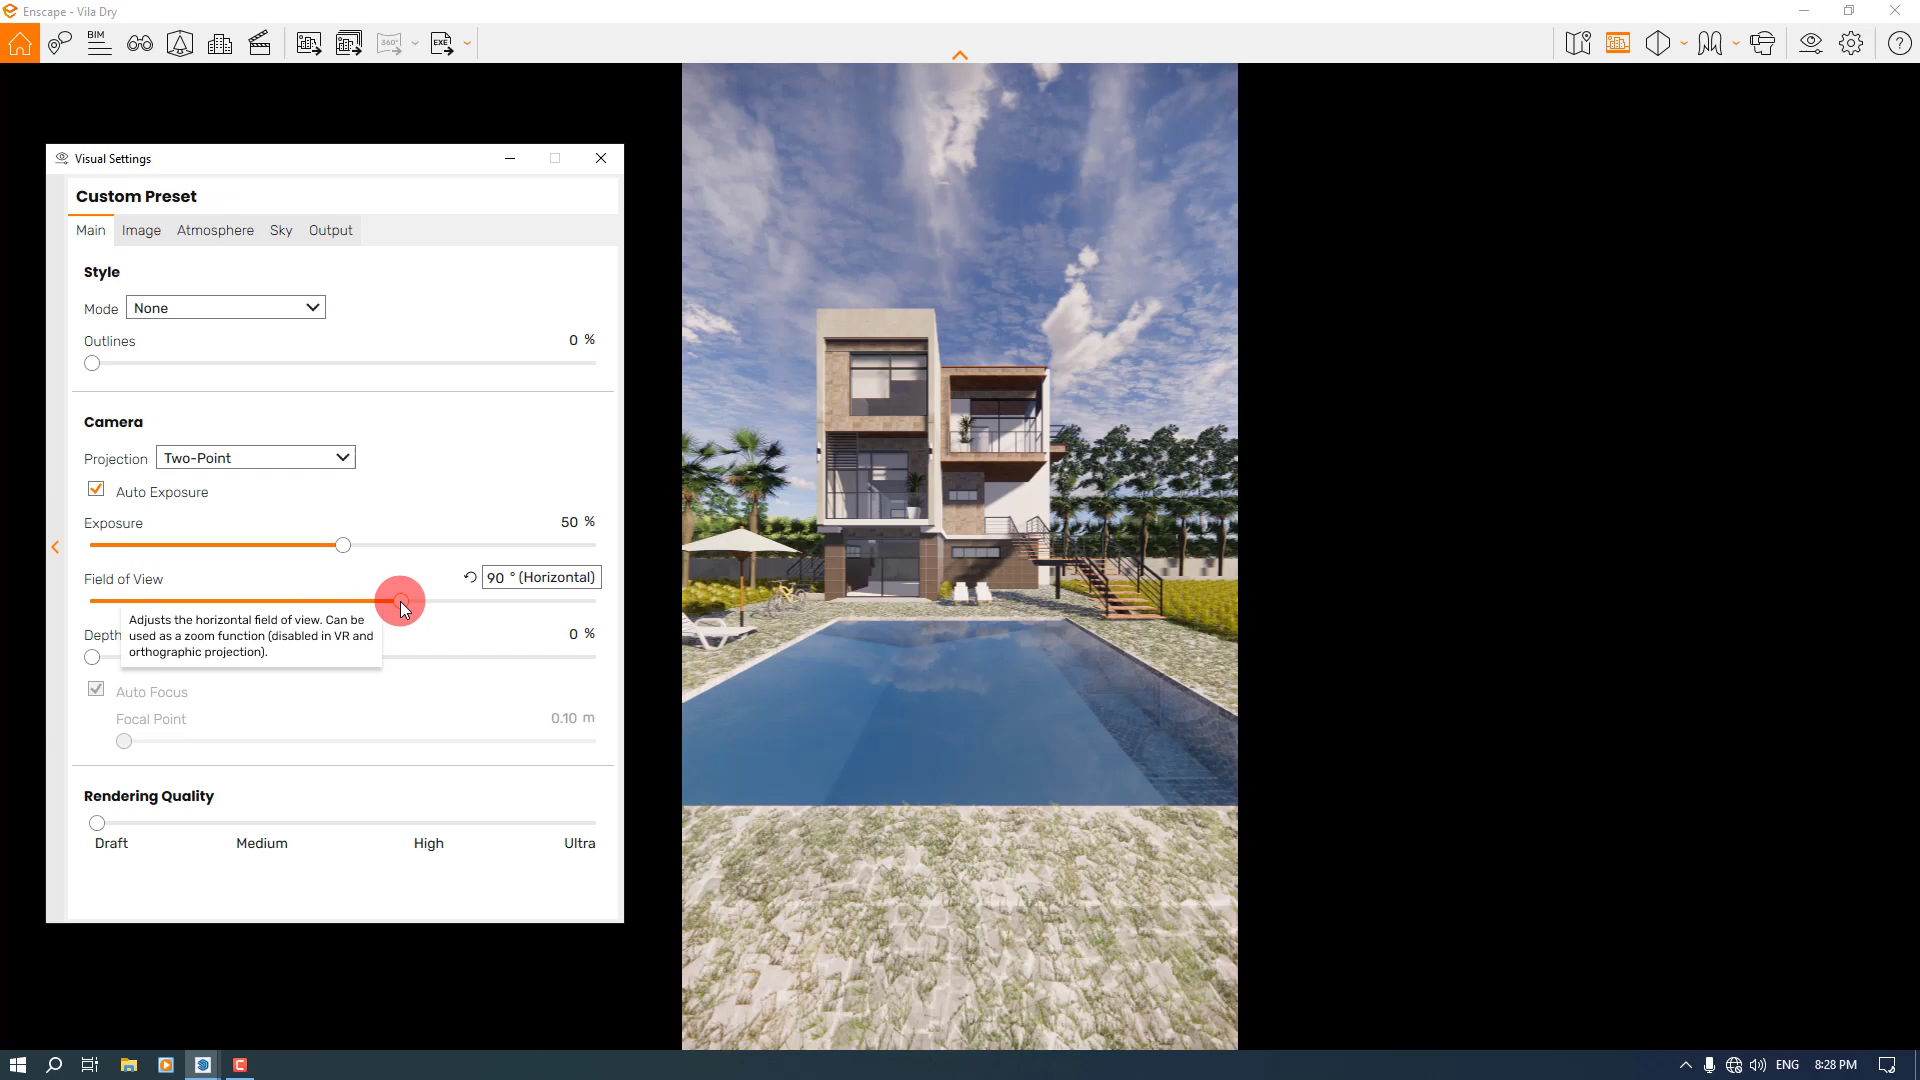 Enscape - Vila Dry
BIM
360°
EXE
Visual Settings
Custom Preset
Main Image Atmosphere Sky Output
Style
Mode None
Outlines 0 %
Camera
Projection Two-Point
Auto Exposure
Exposure 50 %
Field of View 90 ° (Horizontal)
Adjusts the horizontal field of view. Can be
used as a zoom function (disabled in VR and
orthographic projection).
Depth 0 %
Auto Focus
Focal Point 0.10 m
Rendering Quality
Draft Medium High Ultra
ENG 8:28 PM